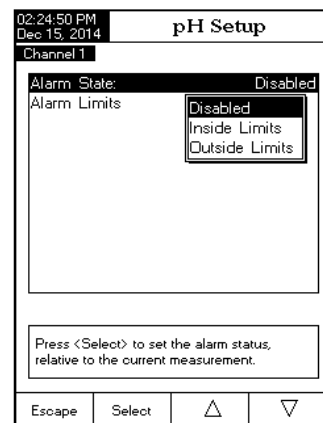 02:24:50 PM
Dec 15, 2014
pH Setup
Channel 1
Alarm State: Disabled
Alarm Limits
Disabled
Inside Limits
Outside Limits
Press <Select> to set the alarm status,
relative to the current measurement.
Escape Select △ ▽